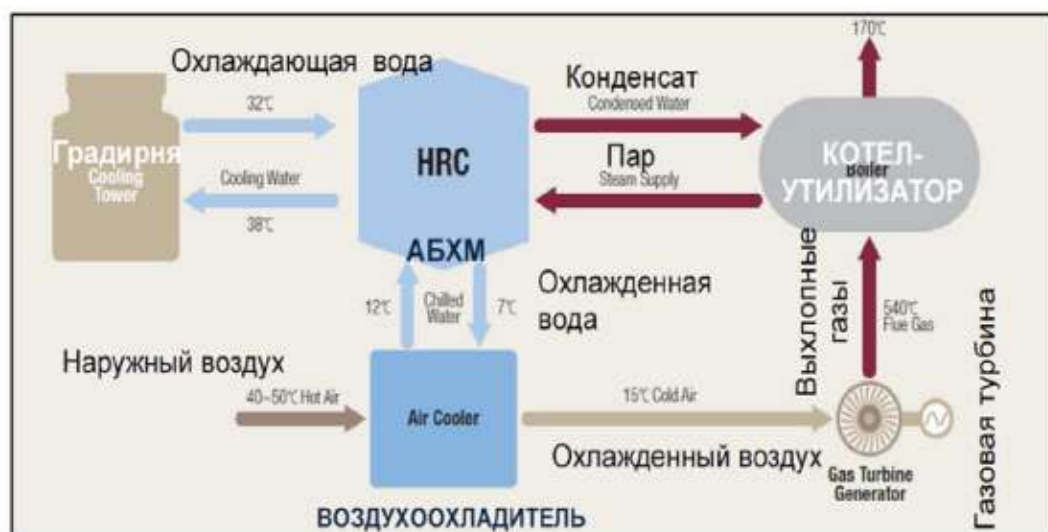 170℃
Охлаждающая вода
32℃
Градирня
Cooling
Tower
Cooling Water
38℃
HRC
АБХМ
Конденсат
Condensed Water
Пар
Steam Supply
КОТЕЛ-
Boiler
УТИЛИЗАТОР
12℃
Chilled
Water
7℃
Охлажденная
вода
Выхлопные
газы
540℃
Flue Gas
Газовая турбина
Наружный воздух
40~50℃ Hot Air
Air Cooler
15℃ Cold Air
Охлажденный воздух
Gas Turbine
Generator
ВОЗДУХООХЛАДИТЕЛЬ